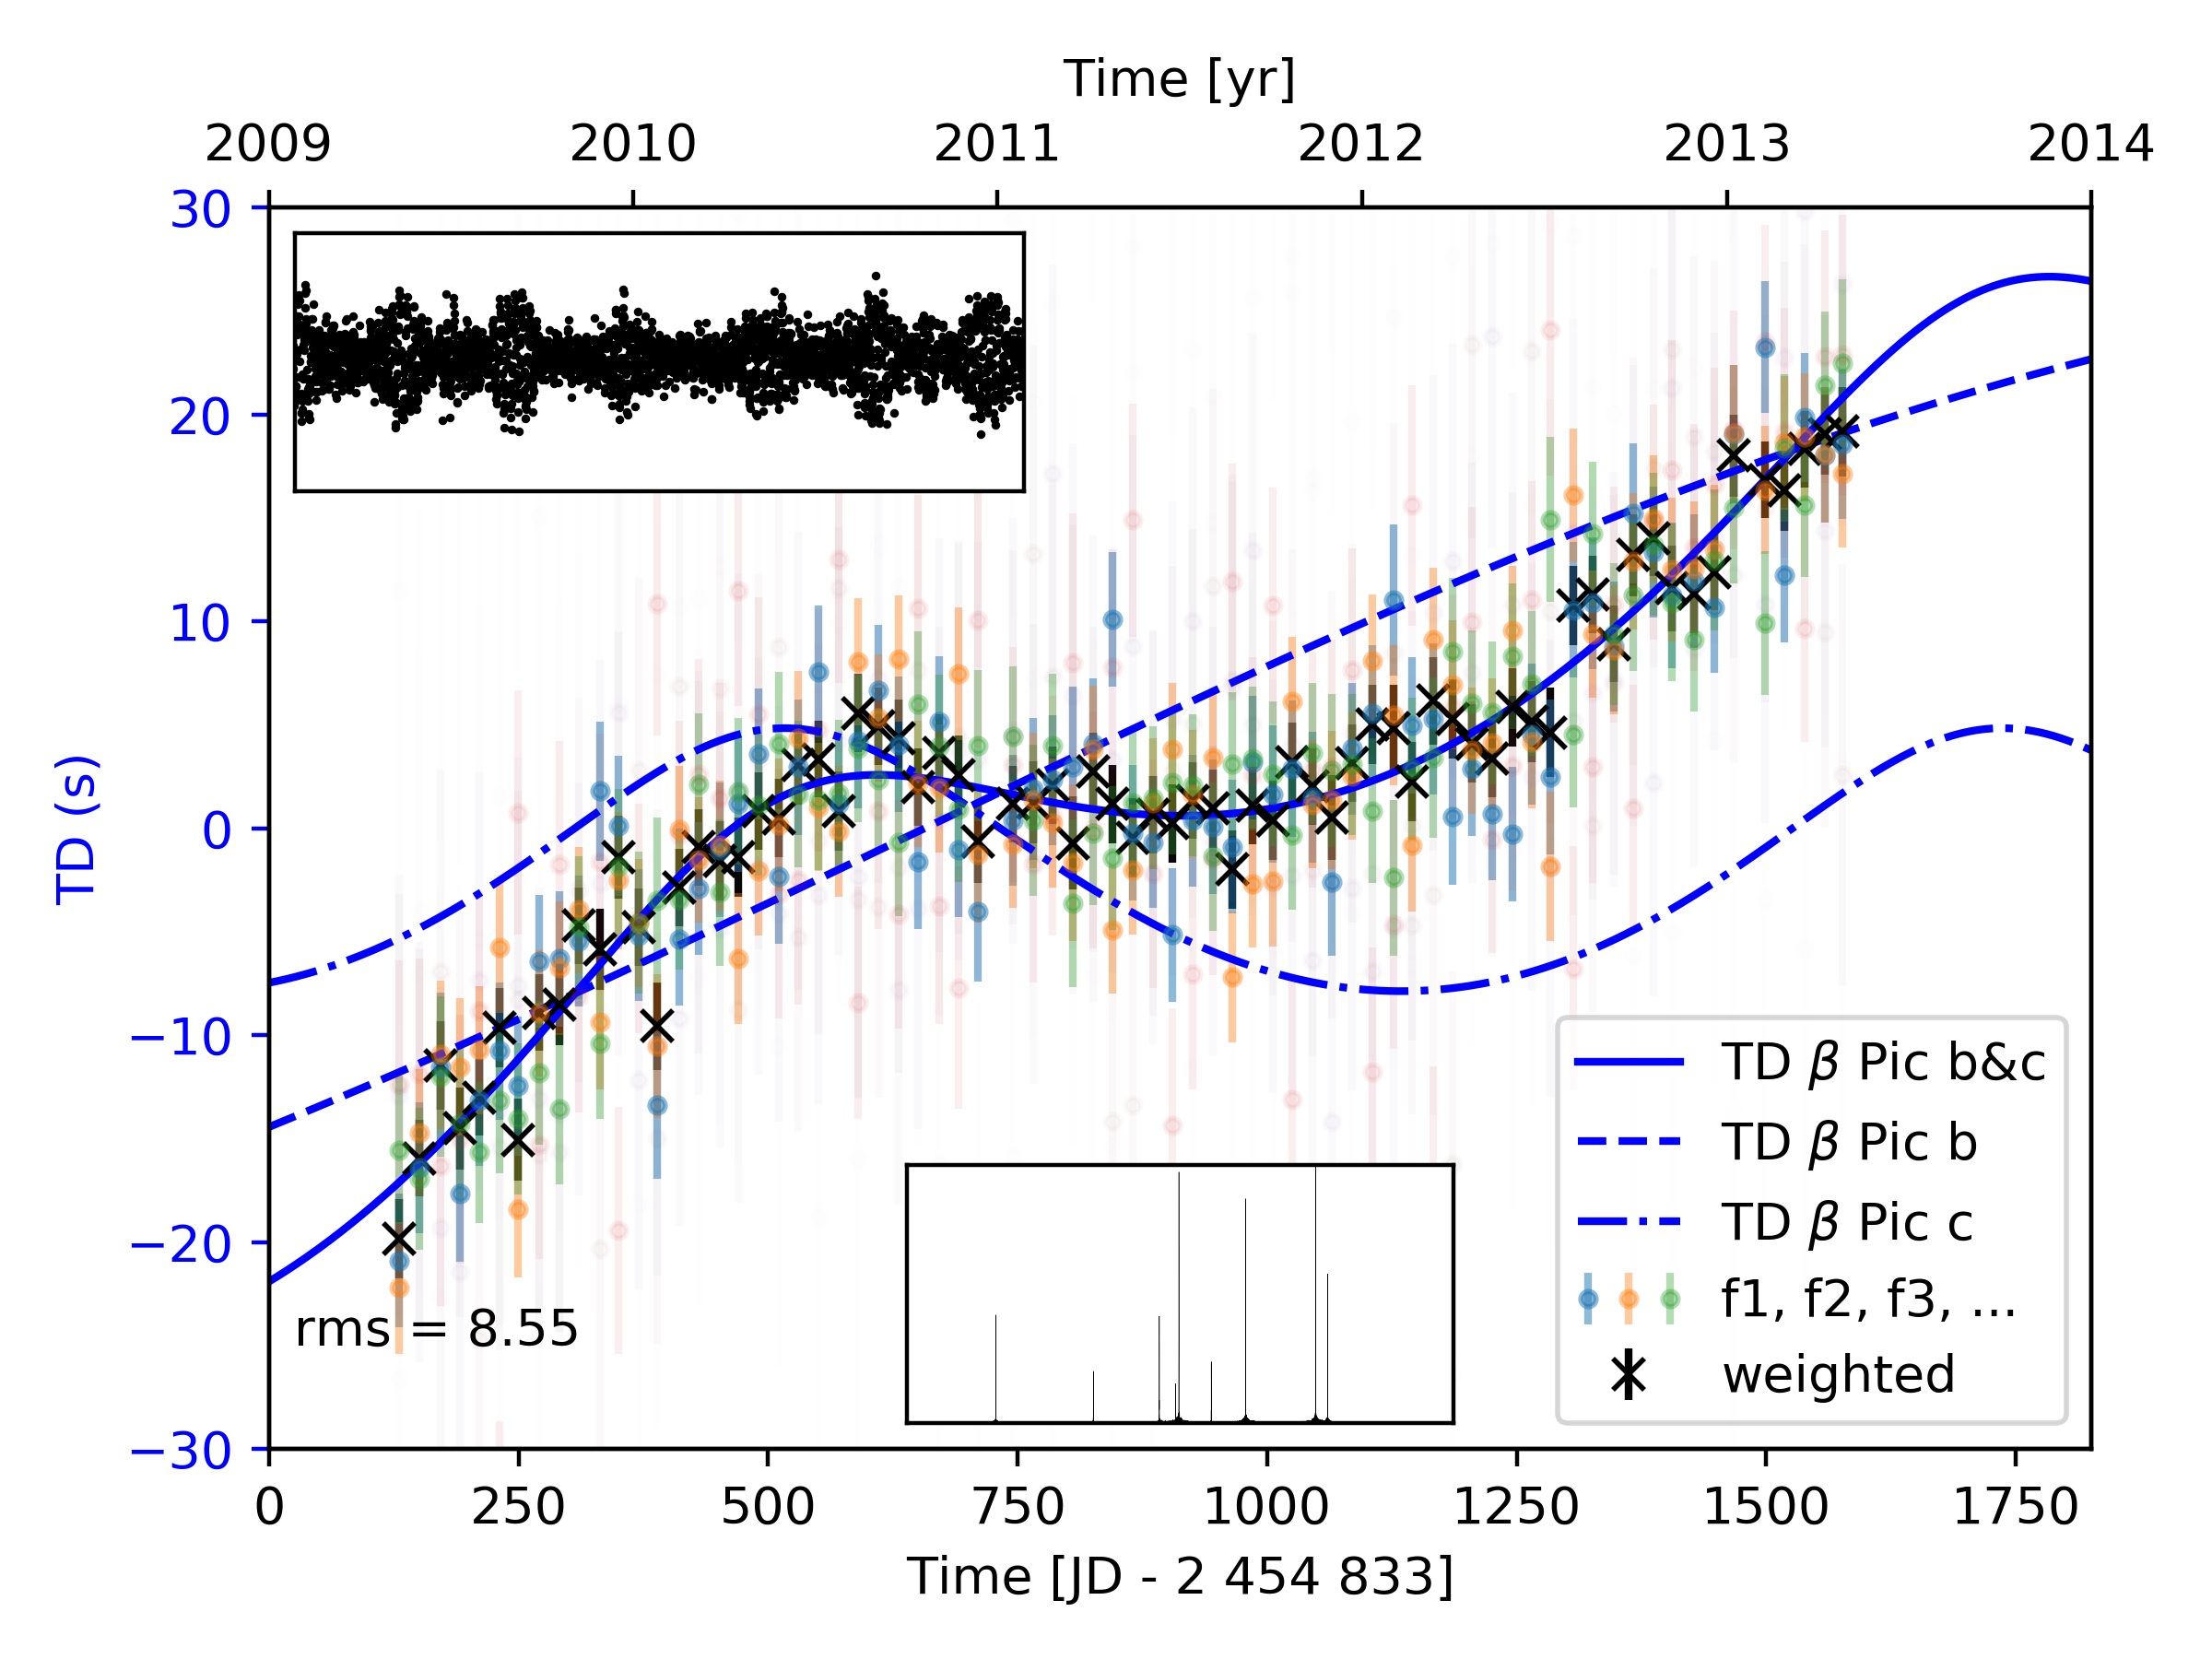 Time [yr]
2009 2010 2011 2012 2013 2014
30
20
10
0
−10
−20
−30
TD (s)
rms = 8.55
TD β Pic b&c
TD β Pic b
TD β Pic c
f1, f2, f3, ...
weighted
0 250 500 750 1000 1250 1500 1750
Time [JD - 2 454 833]